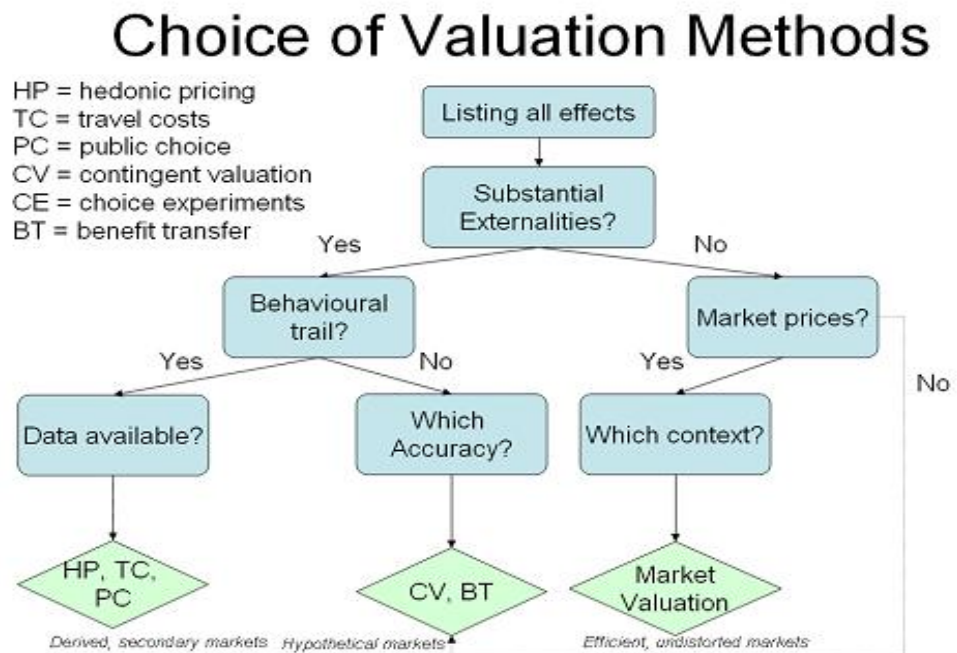 Choice of Valuation Methods
HP = hedonic pricing
TC = travel costs
PC = public choice
CV = contingent valuation
CE = choice experiments
BT = benefit transfer
Listing all effects
Substantial
Externalities?
Yes
No
Behavioural
trail?
Market prices?
Yes
No
Yes
No
Data available?
Which
Accuracy?
Which context?
HP, TC,
PC
CV, BT
Market
Valuation
Derived, secondary markets
Hypothetical markets
Efficient, undistorted markets